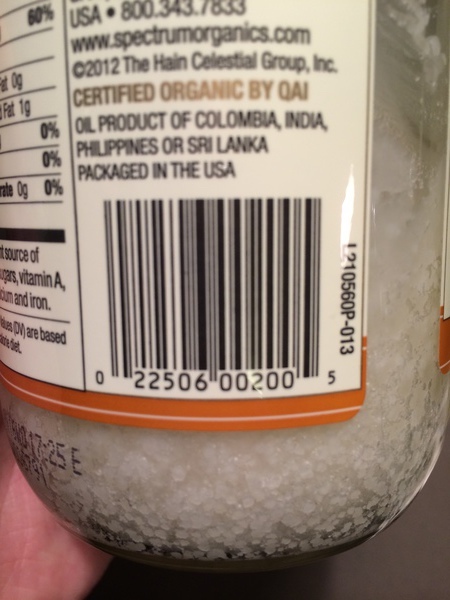 60%
Fat 0g
Fat 1g
0%
0%
rate 0g 0%
nt source of
ugars, vitamin A,
cium and iron.
alues (DV) are based
alorie diet.
USA • 800.343.7833
www.spectrumorganics.com
©2012 The Hain Celestial Group, Inc.
CERTIFIED ORGANIC BY QAI
OIL PRODUCT OF COLOMBIA, INDIA,
PHILIPPINES OR SRI LANKA
PACKAGED IN THE USA
0 22506 00200 5
L210560P-013
17:25 E